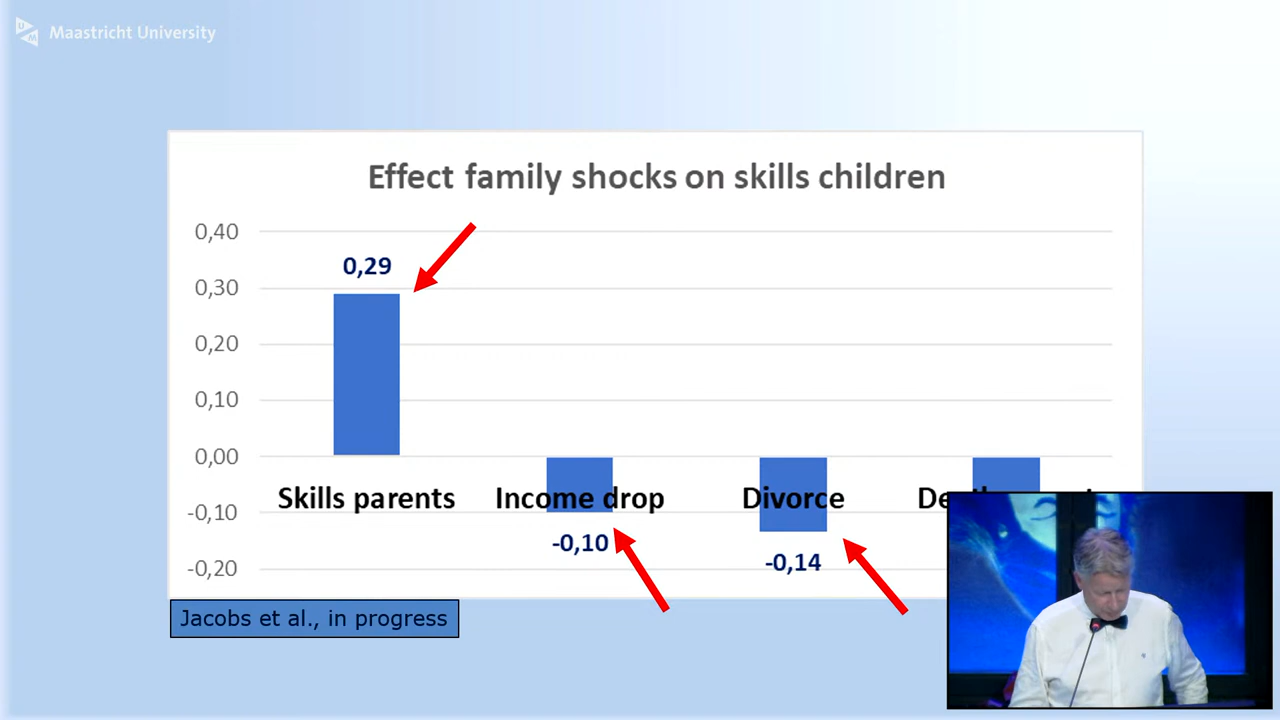 Maastricht University
Effect family shocks on skills children
0,40
0,29
0,30
0,20
0,10
0,00
Skills parents Income drop Divorce
-0,10
-0,10
-0,14
-0,20
Jacobs et al., in progress